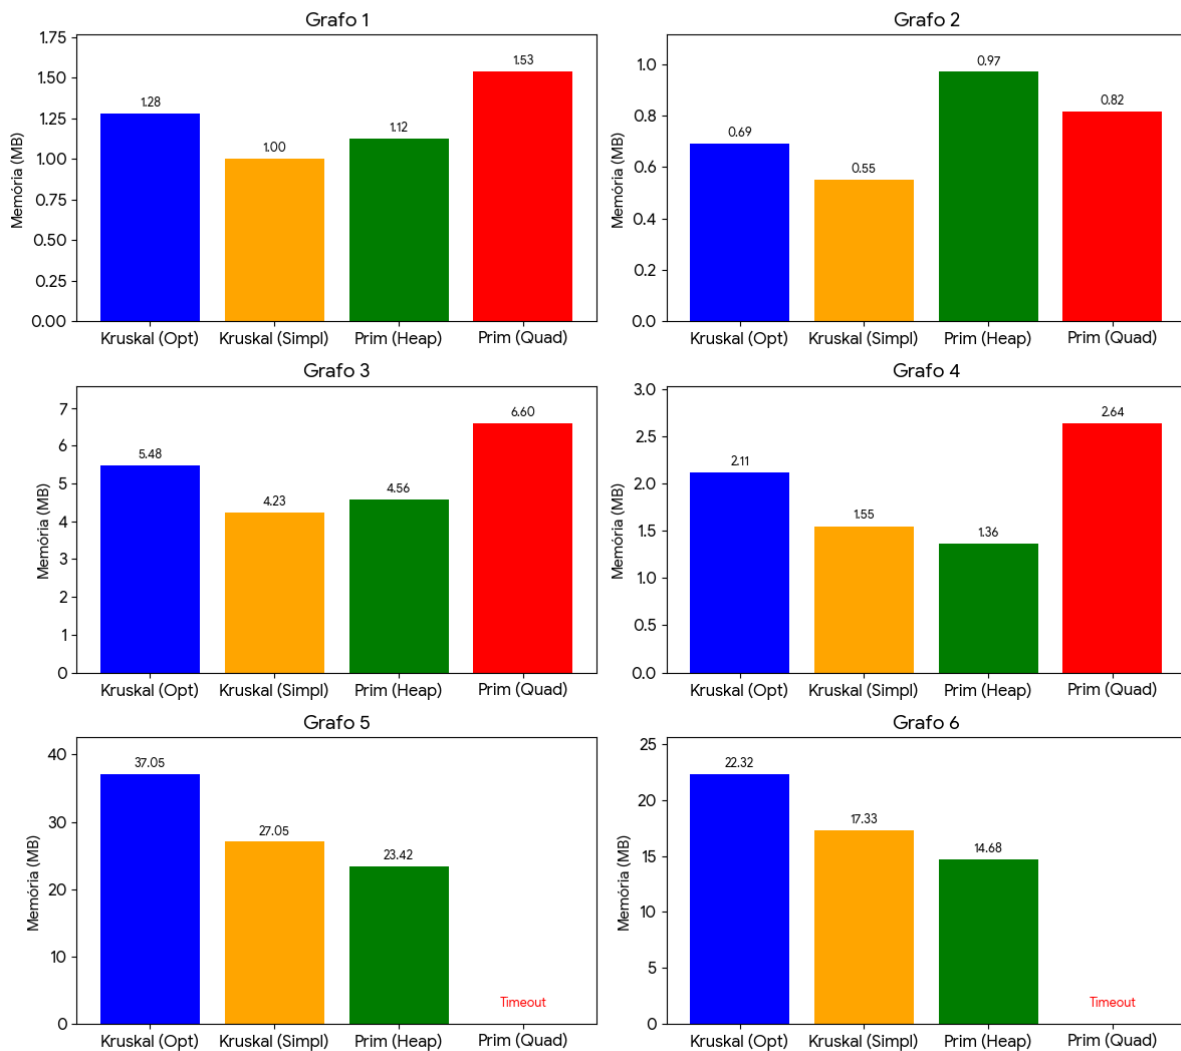 Grafo 1
Memória (MB)
1.75
1.50
1.25
1.00
0.75
0.50
0.25
0.00
1.28
1.00
1.12
1.53
Kruskal (Opt)
Kruskal (Simpl)
Prim (Heap)
Prim (Quad)
Grafo 2
Memória (MB)
1.0
0.8
0.6
0.4
0.2
0.0
0.69
0.55
0.97
0.82
Kruskal (Opt)
Kruskal (Simpl)
Prim (Heap)
Prim (Quad)
Grafo 3
Memória (MB)
7
6
5
4
3
2
1
0
5.48
4.23
4.56
6.60
Kruskal (Opt)
Kruskal (Simpl)
Prim (Heap)
Prim (Quad)
Grafo 4
Memória (MB)
3.0
2.5
2.0
1.5
1.0
0.5
0.0
2.11
1.55
1.36
2.64
Kruskal (Opt)
Kruskal (Simpl)
Prim (Heap)
Prim (Quad)
Grafo 5
Memória (MB)
40
30
20
10
0
37.05
27.05
23.42
Timeout
Kruskal (Opt)
Kruskal (Simpl)
Prim (Heap)
Prim (Quad)
Grafo 6
Memória (MB)
25
20
15
10
5
0
22.32
17.33
14.68
Timeout
Kruskal (Opt)
Kruskal (Simpl)
Prim (Heap)
Prim (Quad)